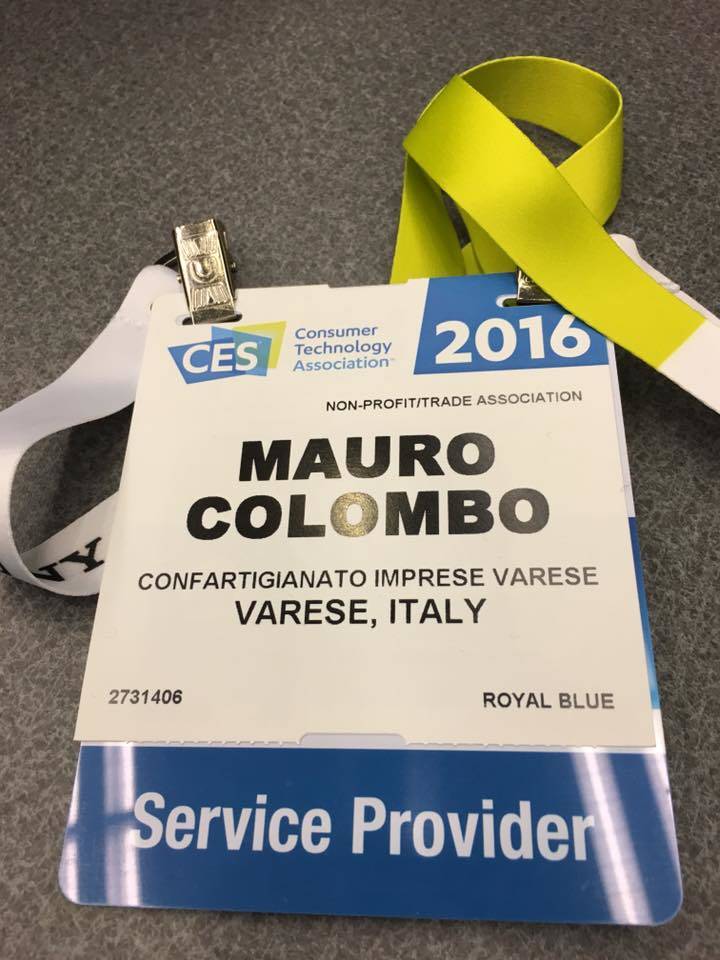 CES
Consumer
Technology
Association™
2016
NON-PROFIT/TRADE ASSOCIATION
MAURO
COLOMBO
CONFARTIGIANATO IMPRESE VARESE
VARESE, ITALY
2731406
ROYAL BLUE
Service Provider